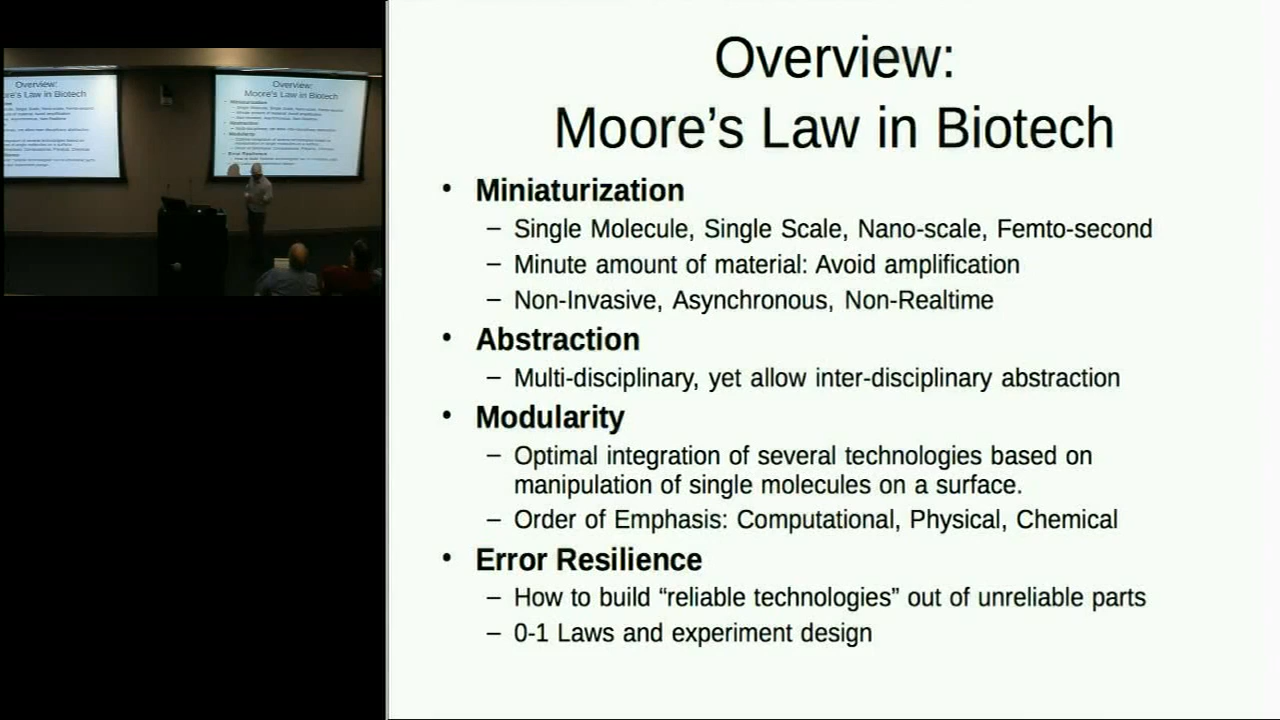 Overview:
Moore’s Law in Biotech
• Miniaturization
– Single Molecule, Single Scale, Nano-scale, Femto-second
– Minute amount of material: Avoid amplification
– Non-Invasive, Asynchronous, Non-Realtime
• Abstraction
– Multi-disciplinary, yet allow inter-disciplinary abstraction
• Modularity
– Optimal integration of several technologies based on
manipulation of single molecules on a surface.
– Order of Emphasis: Computational, Physical, Chemical
• Error Resilience
– How to build “reliable technologies” out of unreliable parts
– 0-1 Laws and experiment design